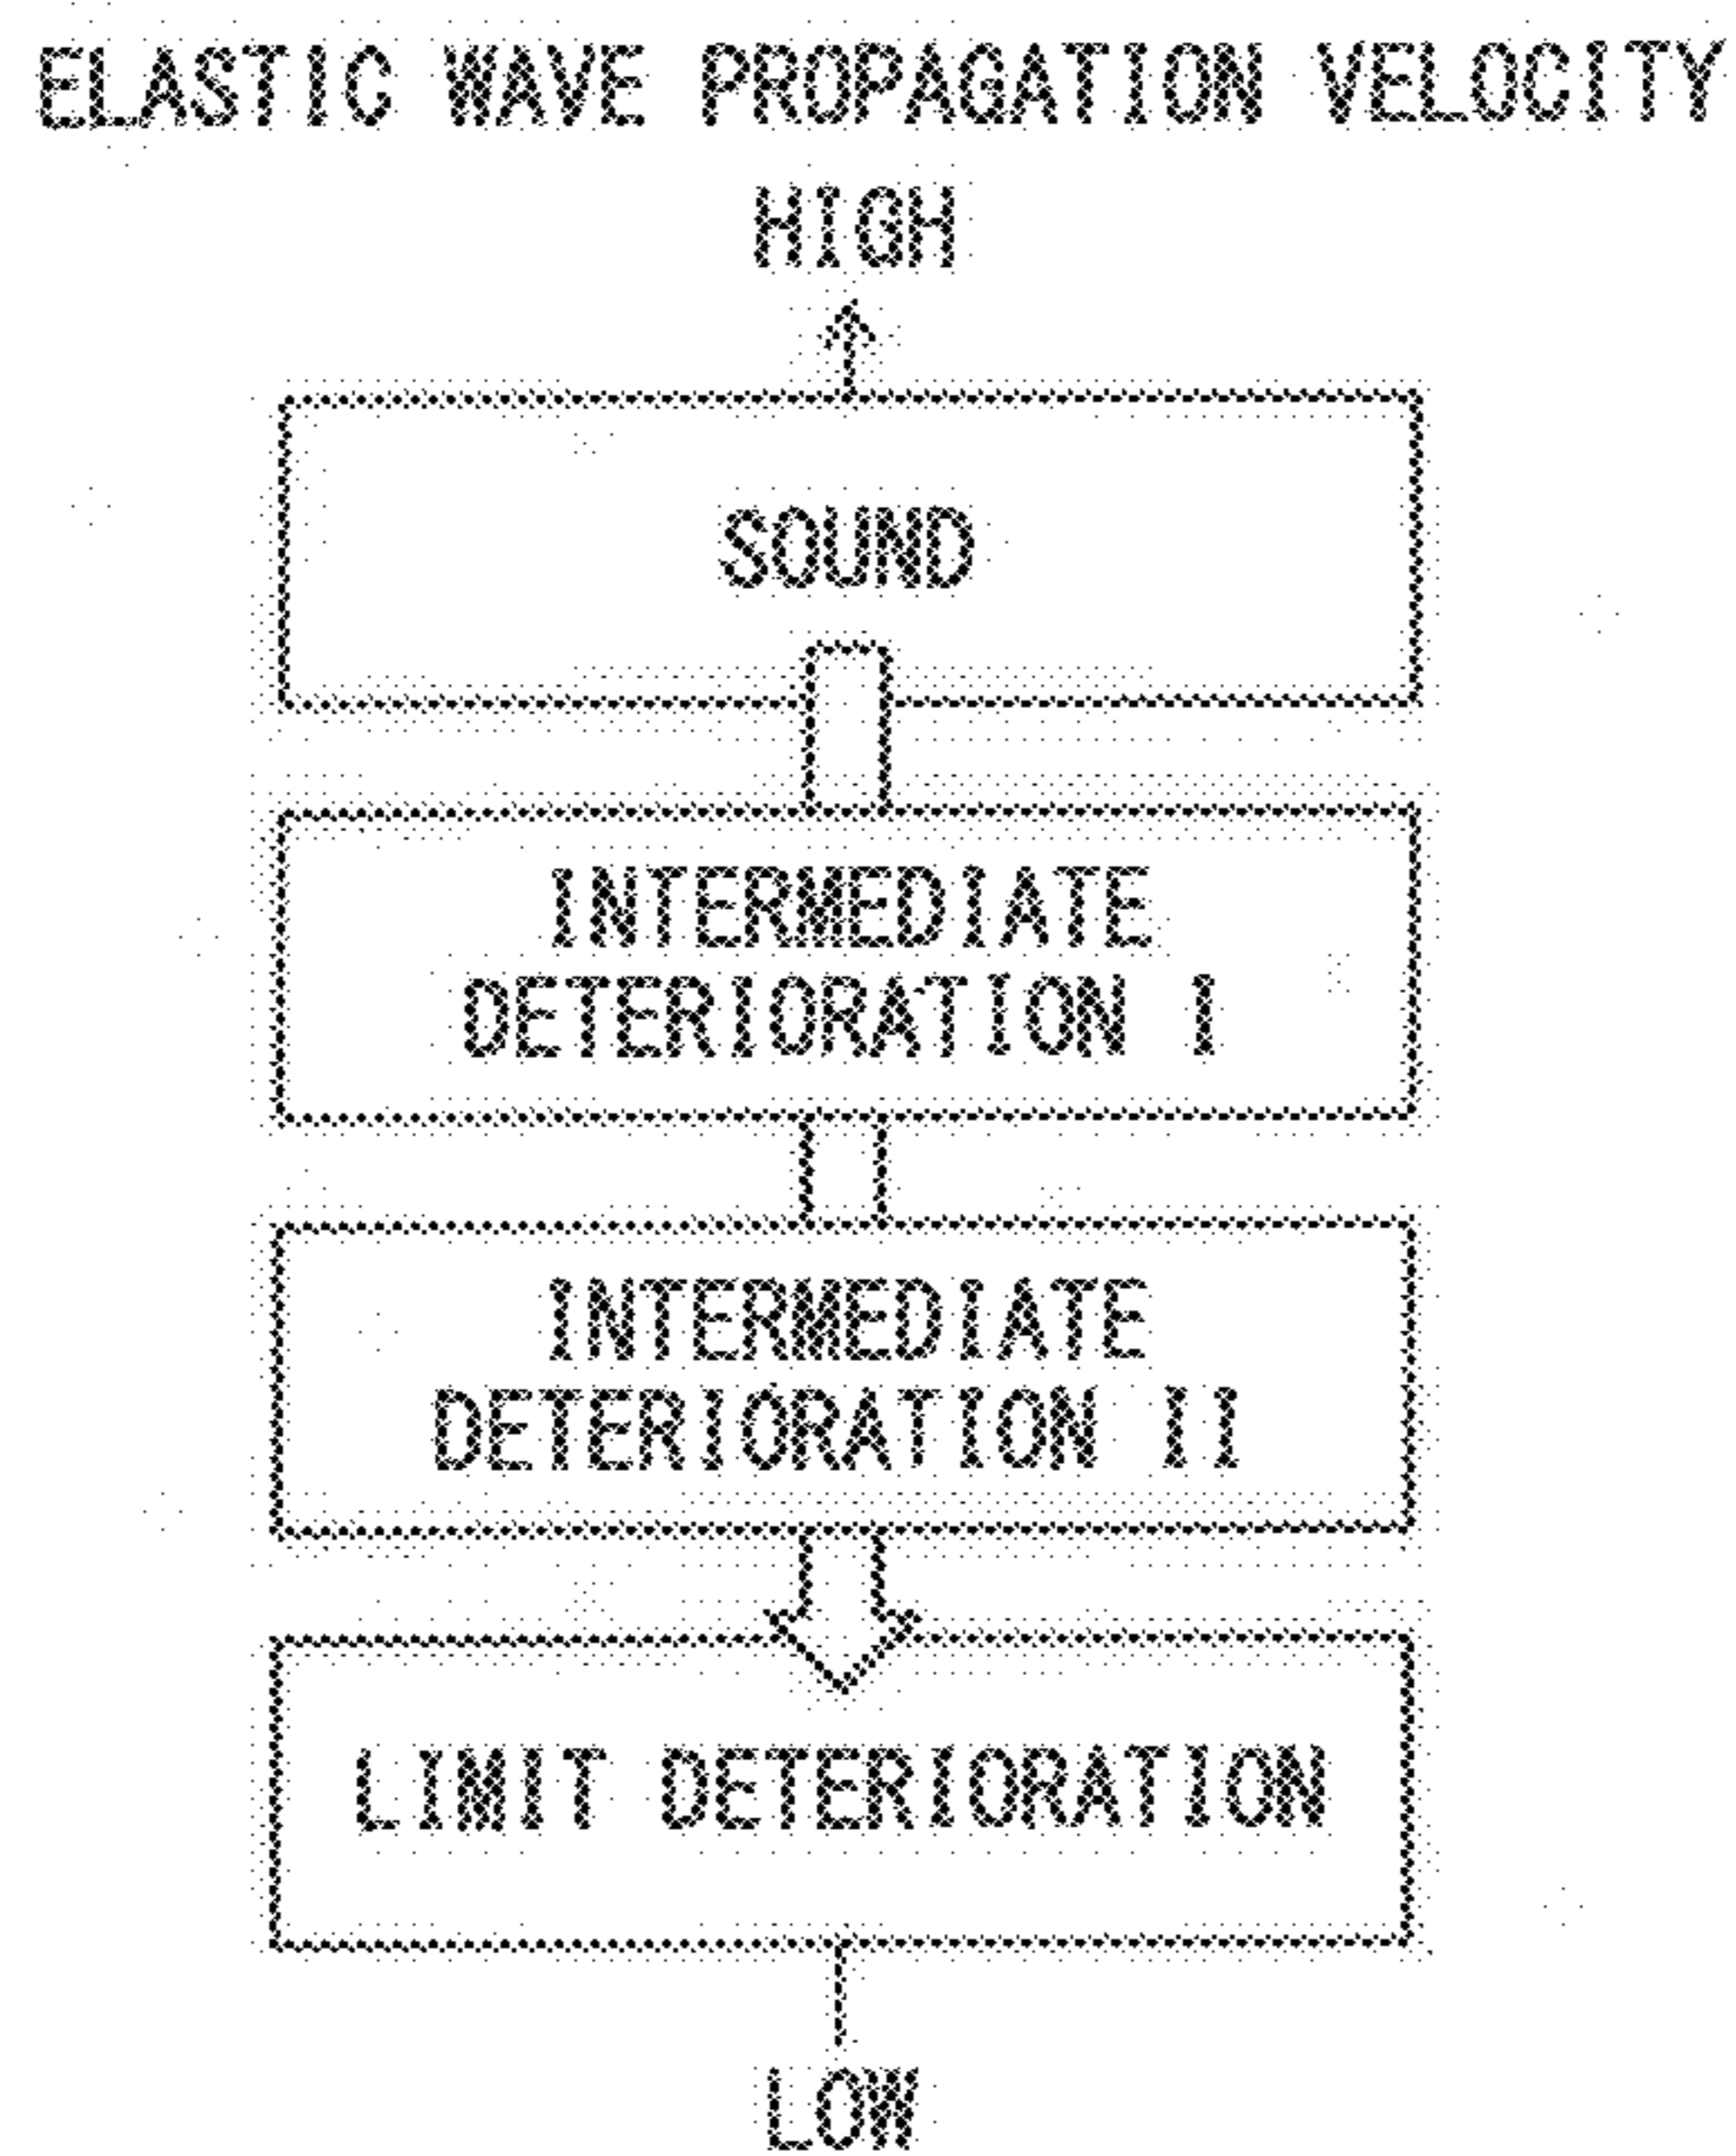 ELASTIC WAVE PROPAGATION VELOCITY
HIGH
SOUND
INTERMEDIATE
DETERIORATION I
INTERMEDIATE
DETERIORATION II
LIMIT DETERIORATION
LOW